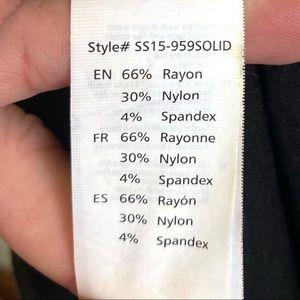 Style# SS15-959SOLID
EN 66% Rayon
30% Nylon
4% Spandex
FR 66% Rayonne
30% Nylon
4% Spandex
ES 66% Rayón
30% Nylon
4% Spandex